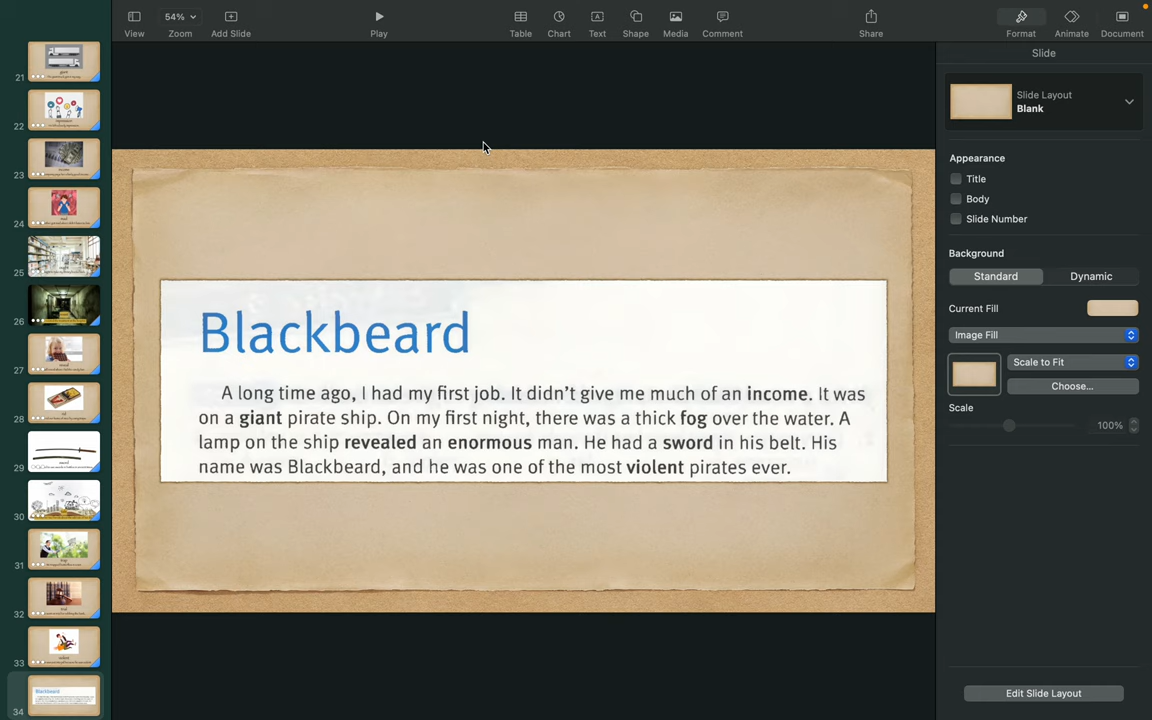 54%
View
Zoom
Add Slide
Play
Table
Chart
Text
Shape
Media
Comment
Share
Format
Animate
Document
Slide
Slide Layout
Blank
Appearance
Title
Body
Slide Number
Background
Standard
Dynamic
Current Fill
Image Fill
Scale to Fit
Choose...
Scale
100%
Edit Slide Layout
21
22
23
24
25
26
27
28
29
30
31
32
33
34
Blackbeard
Blackbeard
A long time ago, I had my first job. It didn't give me much of an income. It was
on a giant pirate ship. On my first night, there was a thick fog over the water. A
lamp on the ship revealed an enormous man. He had a sword in his belt. His
name was Blackbeard, and he was one of the most violent pirates ever.